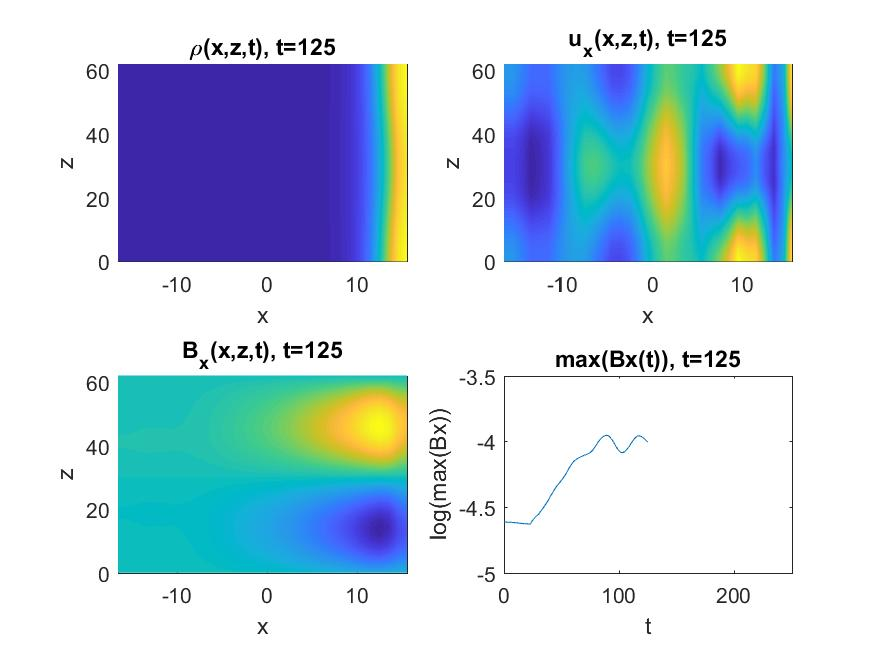 ρ(x,z,t), t=125
z
60
40
20
0
-10
0
10
x
u_x(x,z,t), t=125
z
60
40
20
0
-10
0
10
x
B_x(x,z,t), t=125
z
60
40
20
0
-10
0
10
x
max(Bx(t)), t=125
log(max(Bx))
-3.5
-4
-4.5
-5
0
100
200
t